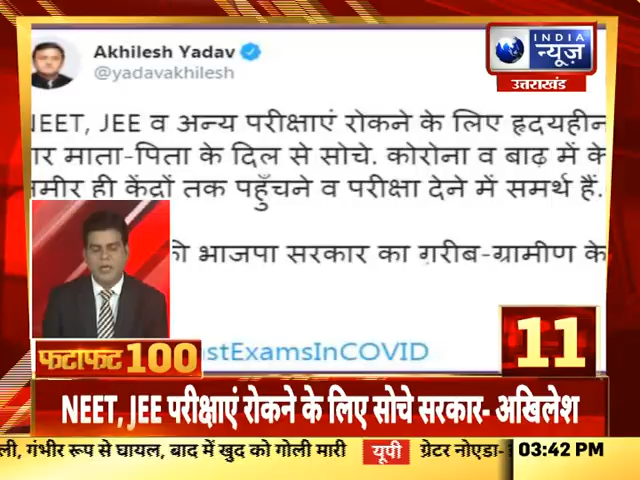 Akhilesh Yadav
@yadavakhilesh
INDIA
न्यूज़
उत्तराखंड
NEET, JEE व अन्य परीक्षाएं रोकने के लिए हृदयहीन
माता-पिता के दिल से सोचे. कोरोना व बाढ़ में के
मीर ही केंद्रों तक पहुँचने व परीक्षा देने में समर्थ हैं.
ी भाजपा सरकार का ग़रीब-ग्रामीण के
stExamsInCOVID
फटाफट 100
11
NEET, JEE परीक्षाएं रोकने के लिए सोचे सरकार- अखिलेश
ली, गंभीर रूप से घायल, बाद में खुद को गोली मारी यूपी ग्रेटर नोएडा-
03:42 PM